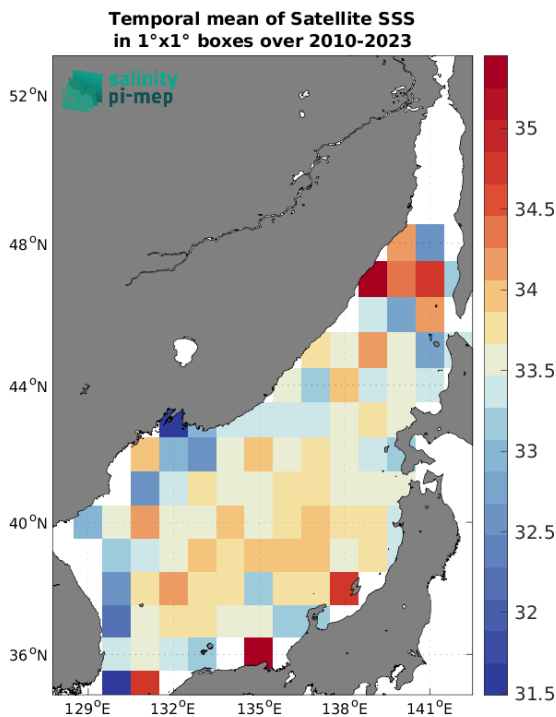 Temporal mean of Satellite SSS
in 1°x1° boxes over 2010-2023
salinity
pi-mep
52°N
48°N
44°N
40°N
36°N
129°E
132°E
135°E
138°E
141°E
35
34.5
34
33.5
33
32.5
32
31.5